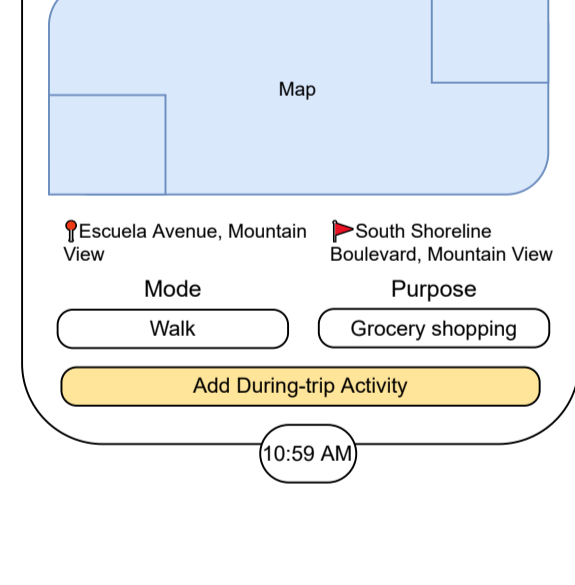 Map
Escuela Avenue, Mountain
View
South Shoreline
Boulevard, Mountain View
Mode
Purpose
Walk
Grocery shopping
Add During-trip Activity
10:59 AM